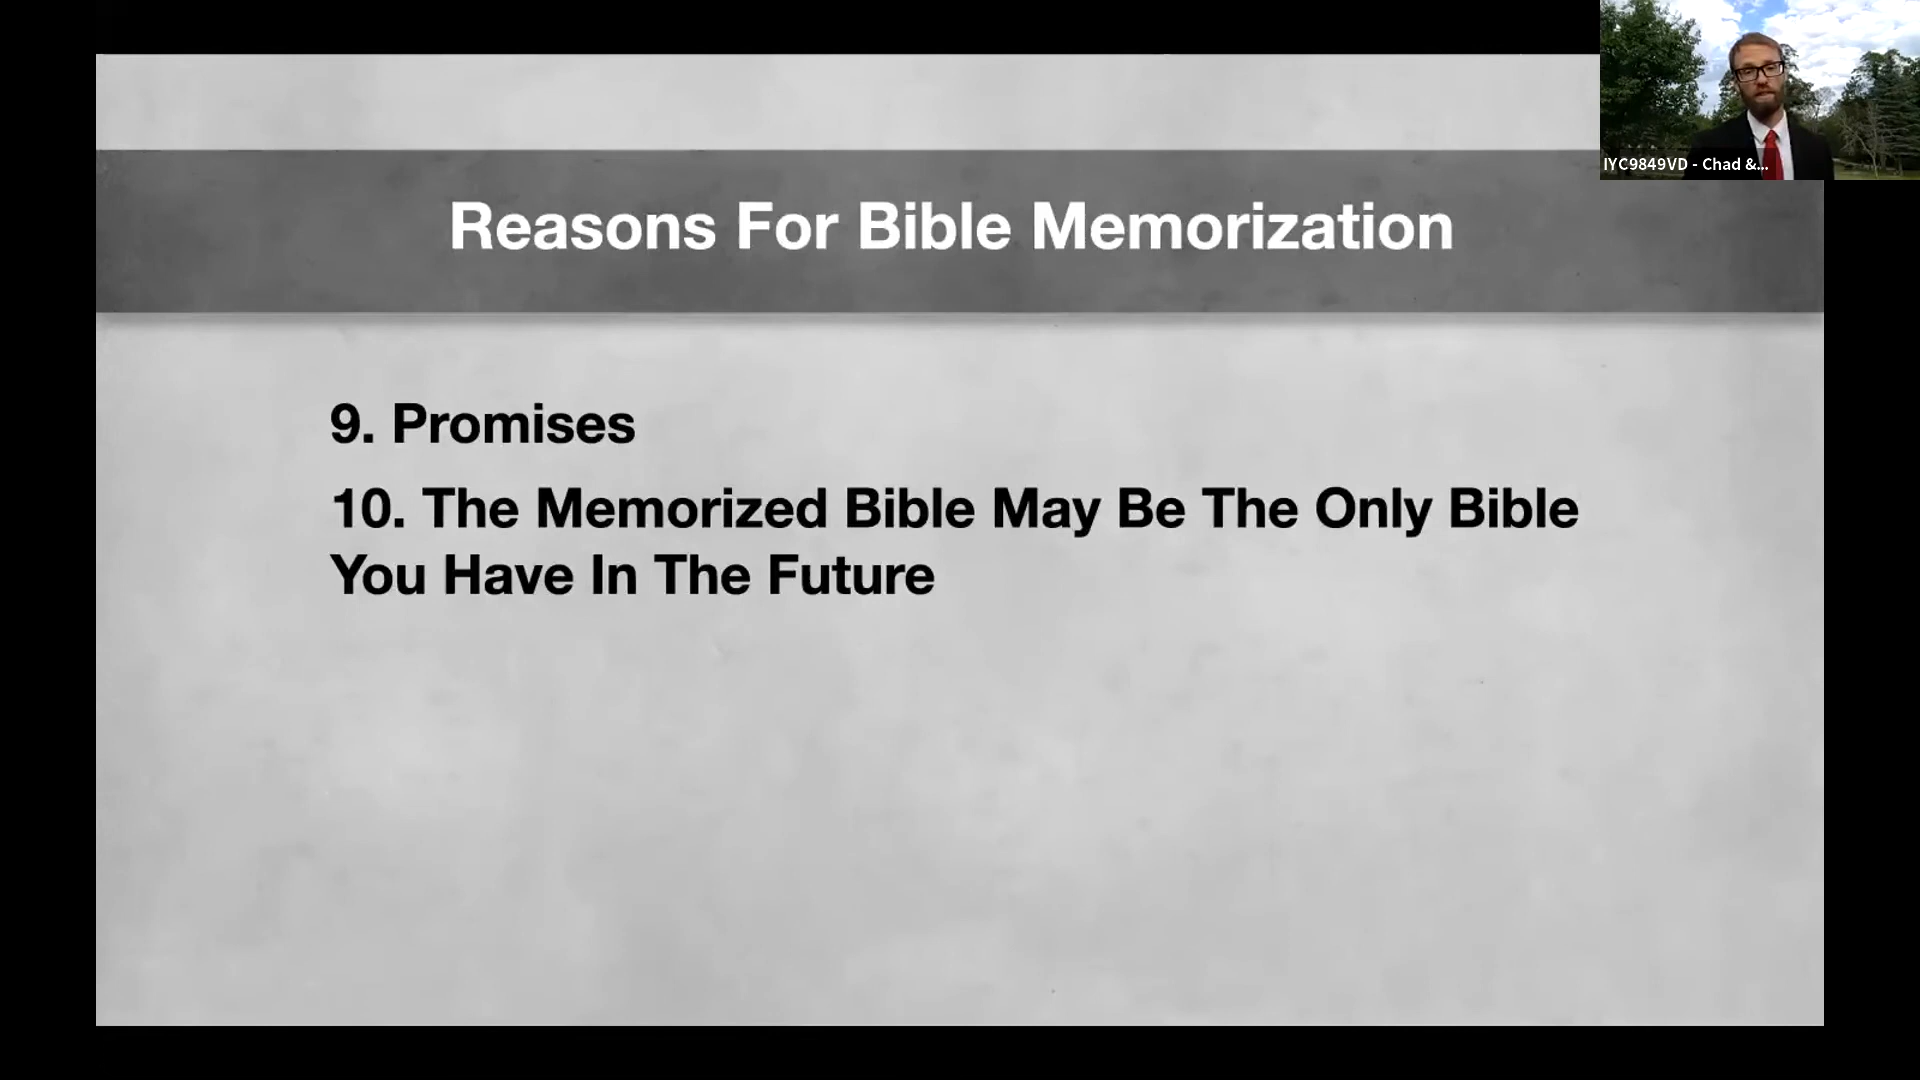 IYC9849VD - Chad &...
Reasons For Bible Memorization
9. Promises
10. The Memorized Bible May Be The Only Bible
You Have In The Future